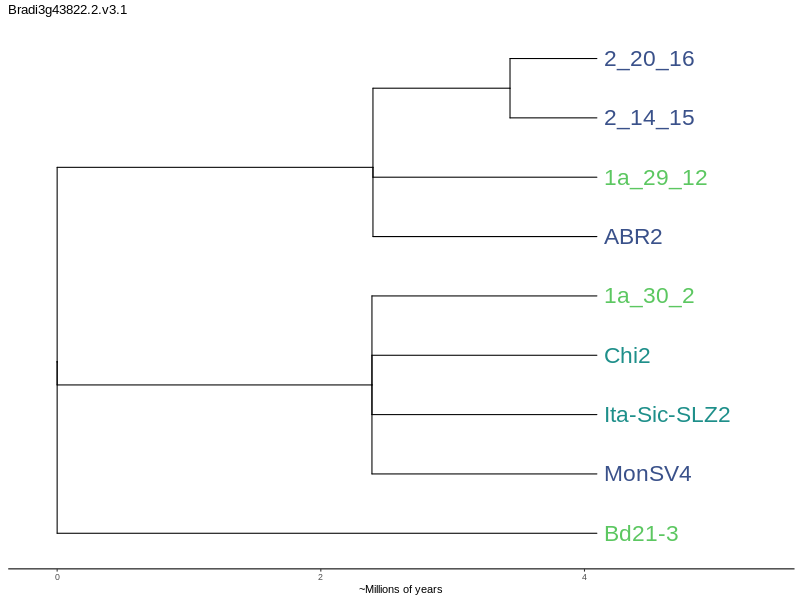 Bradi3g43822.2.v3.1
2_20_16
2_14_15
1a_29_12
ABR2
1a_30_2
Chi2
Ita-Sic-SLZ2
MonSV4
Bd21-3
0 2 4
~Millions of years